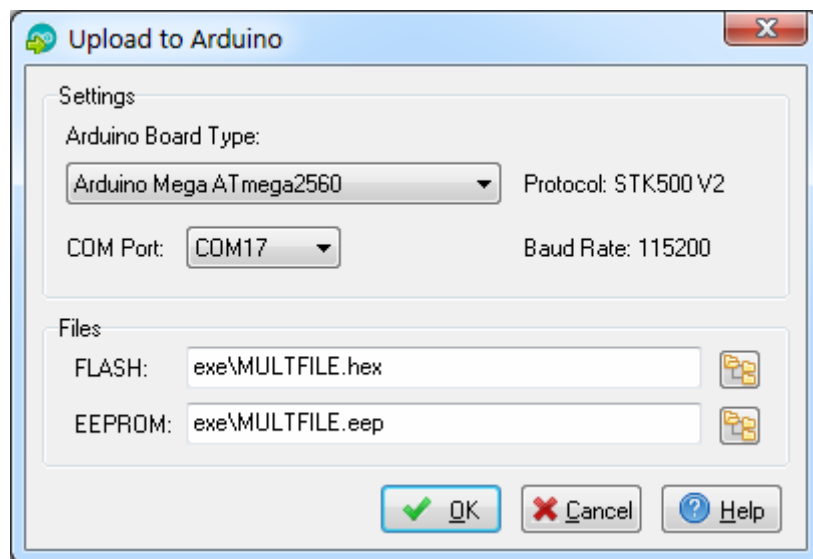 Upload to Arduino
Settings
Arduino Board Type:
Arduino Mega ATmega2560
Protocol: STK500 V2
COM Port:
COM17
Baud Rate: 115200
Files
FLASH:
exe\MULTFILE.hex
EEPROM:
exe\MULTFILE.eep
OK
Cancel
Help